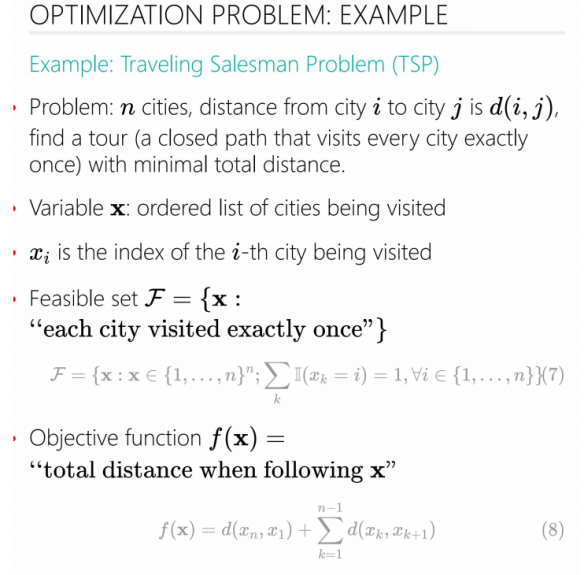 OPTIMIZATION PROBLEM: EXAMPLE
Example: Traveling Salesman Problem (TSP)
Problem: n cities, distance from city i to city j is d(i, j),
find a tour (a closed path that visits every city exactly
once) with minimal total distance.
Variable x: ordered list of cities being visited
x_i is the index of the i-th city being visited
Feasible set F = {x :
“each city visited exactly once”}
F = {x : x ∈ {1, . . . , n}^n; ∑_k 𝕀(x_k = i) = 1, ∀i ∈ {1, . . . , n}}(7)
Objective function f(x) =
“total distance when following x”
f(x) = d(x_n, x_1) + ∑_{k=1}^{n−1} d(x_k, x_{k+1}) (8)